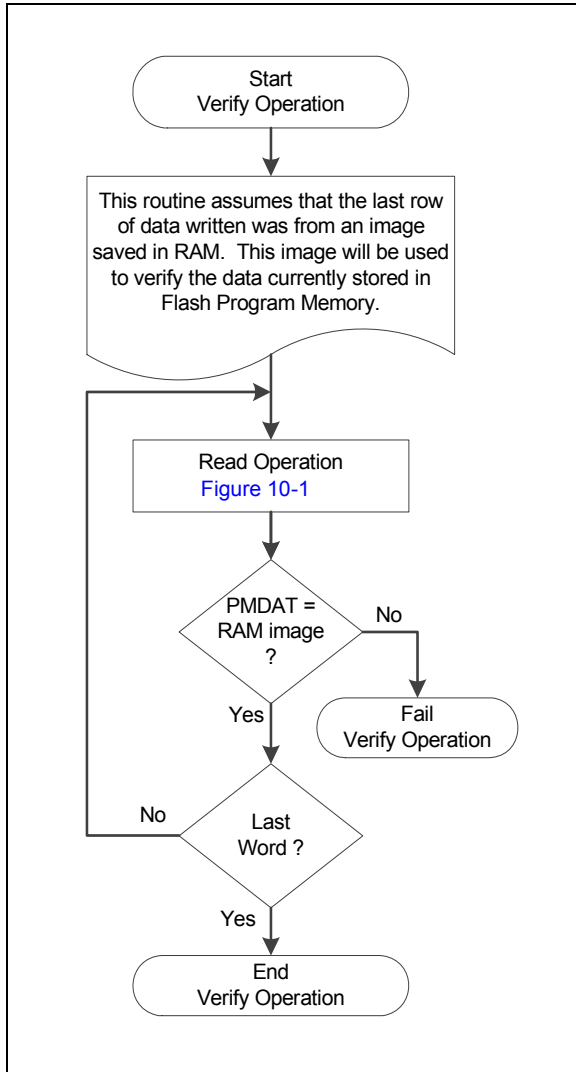 Start
Verify Operation
This routine assumes that the last row
of data written was from an image
saved in RAM. This image will be used
to verify the data currently stored in
Flash Program Memory.
Read Operation
Figure 10-1
PMDAT =
RAM image
?
No
Yes
Fail
Verify Operation
No
Last
Word ?
Yes
End
Verify Operation